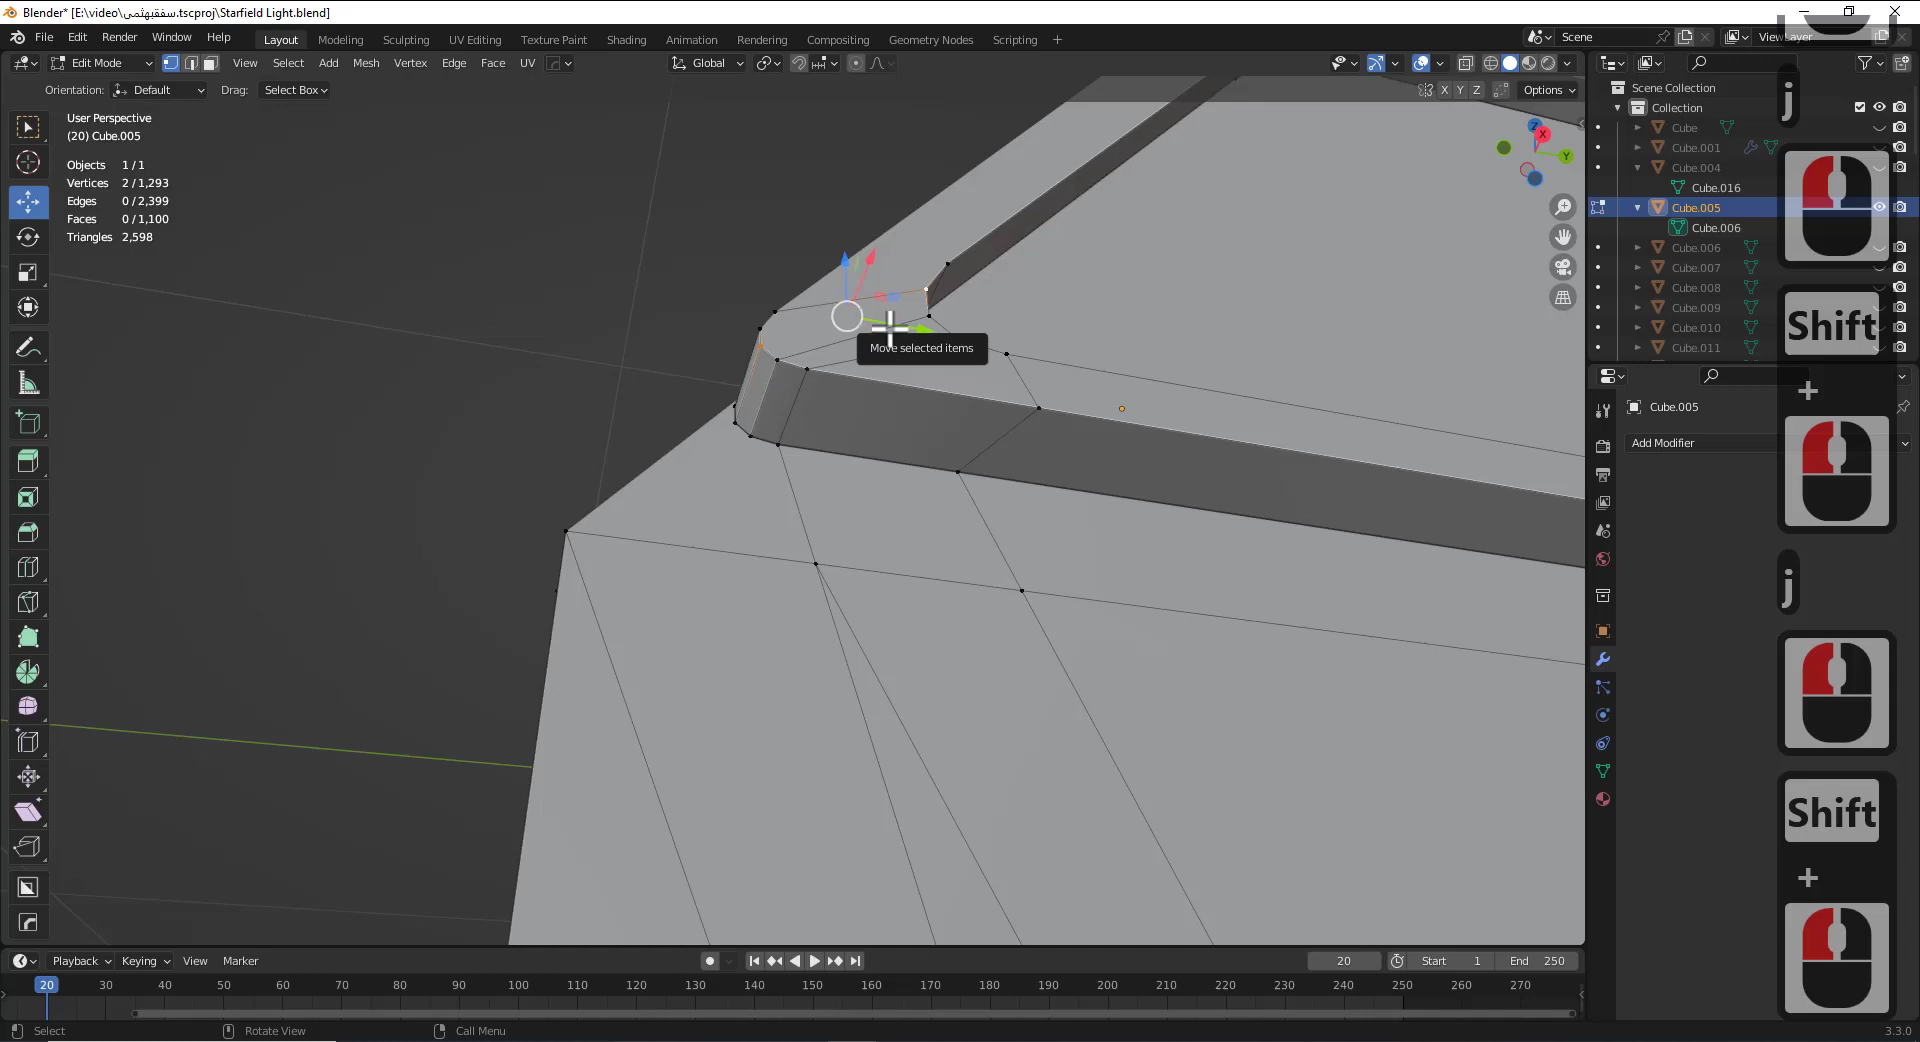 Blender* [E:\video\سفقبهثمی.tscproj\Starfield Light.blend]
File Edit Render Window Help Layout Modeling Sculpting UV Editing Texture Paint Shading Animation Rendering Compositing Geometry Nodes Scripting + Scene ViewLayer
Edit Mode View Select Add Mesh Vertex Edge Face UV Global
Orientation: Default Drag: Select Box X Y Z Options
User Perspective
(20) Cube.005
Objects 1 / 1
Vertices 2 / 1,293
Edges 0 / 2,399
Faces 0 / 1,100
Triangles 2,598
Z X Y
Move selected items
Scene Collection
Collection
Cube
Cube.001
Cube.004
Cube.016
Cube.005
Cube.006
Cube.006
Cube.007
Cube.008
Cube.009
Cube.010
Cube.011
Cube.005
Add Modifier
j
Shift
+
j
Shift
+
Playback Keying View Marker 20 Start 1 End 250
20 30 40 50 60 70 80 90 100 110 120 130 140 150 160 170 180 190 200 210 220 230 240 250 260 270
Select Rotate View Call Menu 3.3.0